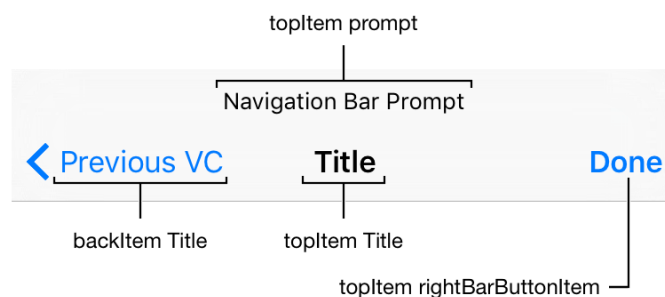 topItem prompt
Navigation Bar Prompt
Previous VC
Title
Done
backItem Title
topItem Title
topItem rightBarButtonItem